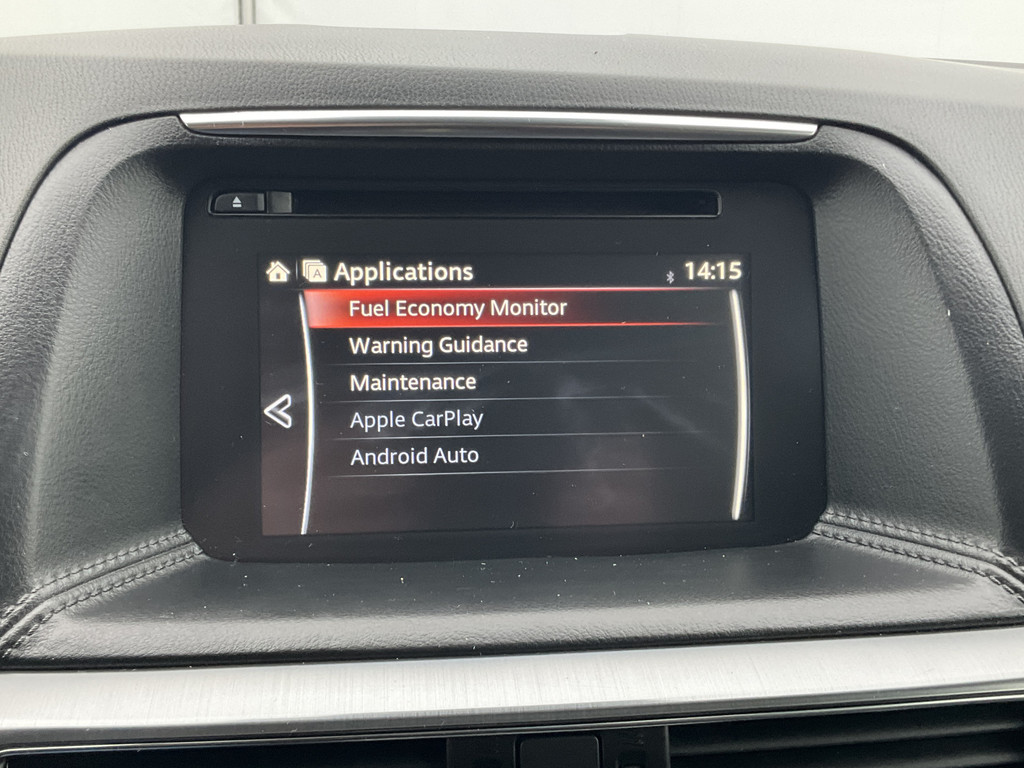 A Applications 14:15
Fuel Economy Monitor
Warning Guidance
Maintenance
Apple CarPlay
Android Auto